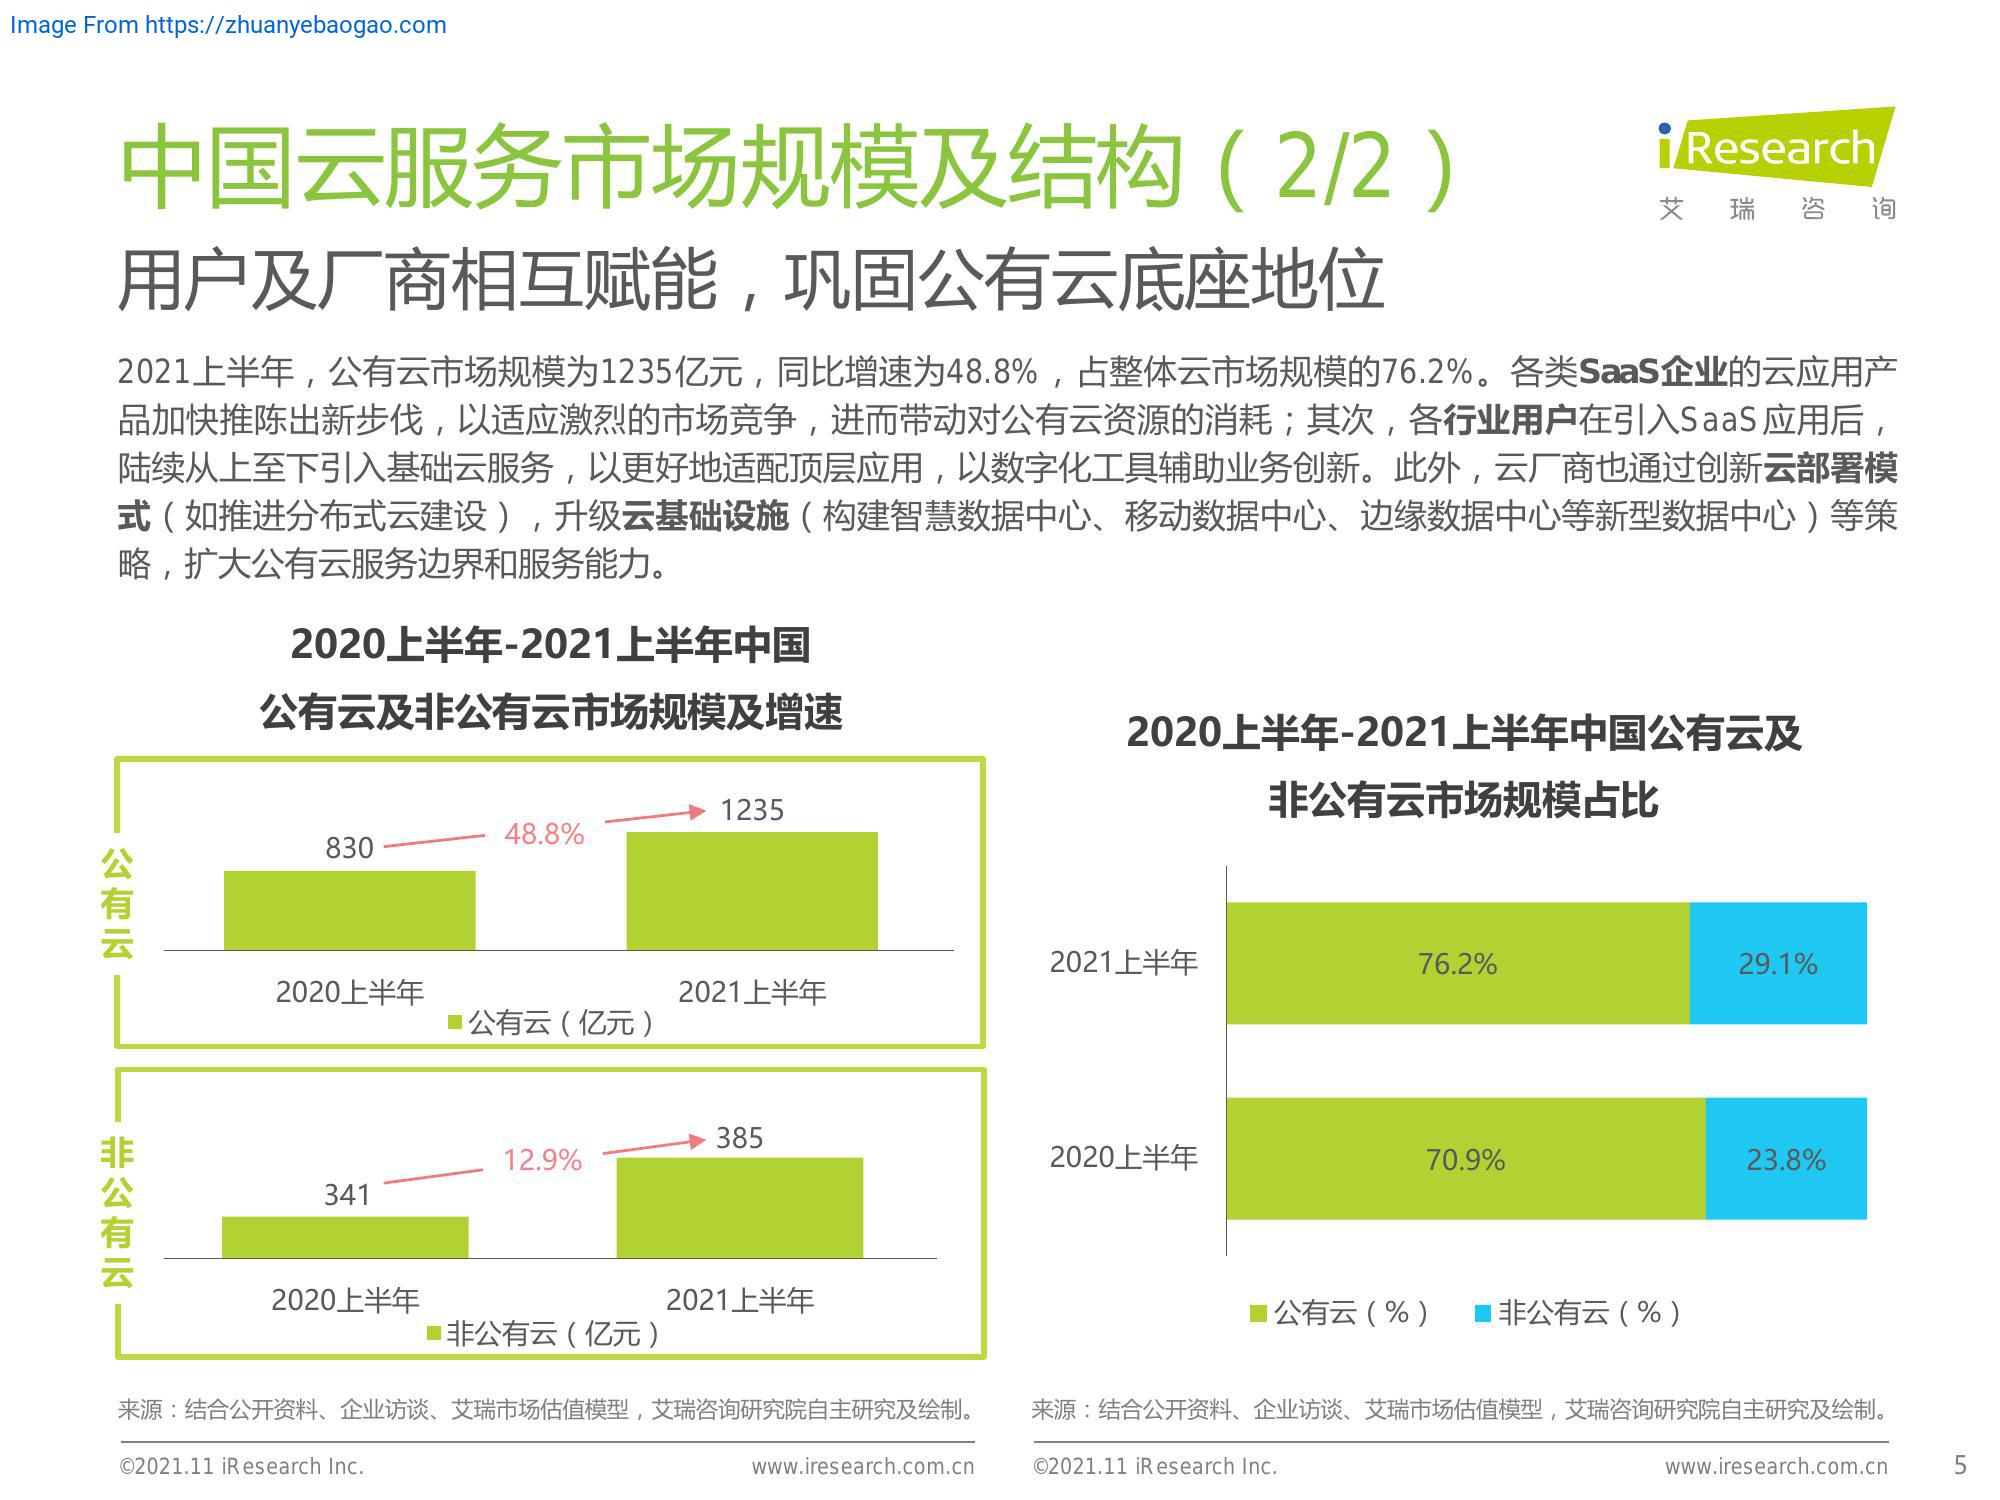 Image From https://zhuanyebaogao.com
中国云服务市场规模及结构（2/2）
iResearch
艾瑞咨询
用户及厂商相互赋能，巩固公有云底座地位
2021上半年，公有云市场规模为1235亿元，同比增速为48.8%，占整体云市场规模的76.2%。各类SaaS企业的云应用产
品加快推陈出新步伐，以适应激烈的市场竞争，进而带动对公有云资源的消耗；其次，各行业用户在引入SaaS应用后，
陆续从上至下引入基础云服务，以更好地适配顶层应用，以数字化工具辅助业务创新。此外，云厂商也通过创新云部署模
式（如推进分布式云建设），升级云基础设施（构建智慧数据中心、移动数据中心、边缘数据中心等新型数据中心）等策
略，扩大公有云服务边界和服务能力。
2020上半年-2021上半年中国
公有云及非公有云市场规模及增速
公有云
830
48.8%
1235
2020上半年
2021上半年
公有云（亿元）
非公有云
341
12.9%
385
2020上半年
2021上半年
非公有云（亿元）
来源：结合公开资料、企业访谈、艾瑞市场估值模型，艾瑞咨询研究院自主研究及绘制。
2020上半年-2021上半年中国公有云及
非公有云市场规模占比
2021上半年
76.2%
29.1%
2020上半年
70.9%
23.8%
公有云（%）
非公有云（%）
来源：结合公开资料、企业访谈、艾瑞市场估值模型，艾瑞咨询研究院自主研究及绘制。
©2021.11 iResearch Inc.
www.iresearch.com.cn
©2021.11 iResearch Inc.
www.iresearch.com.cn
5